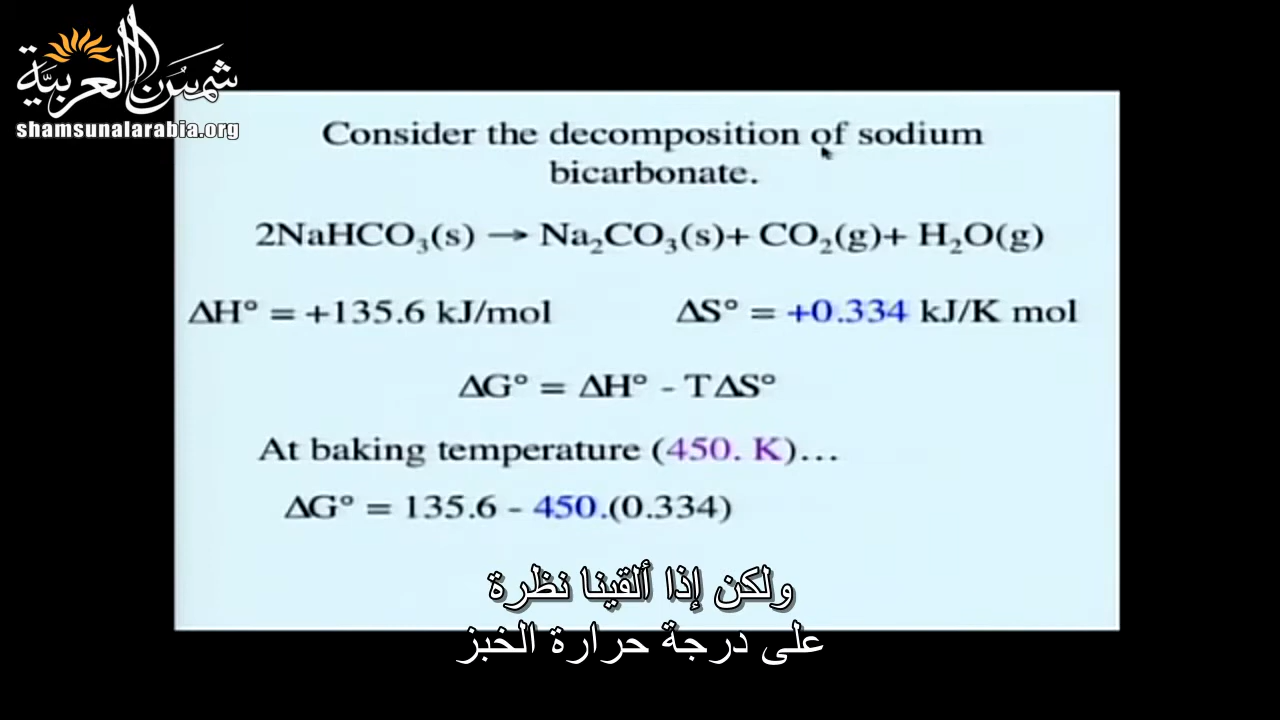 شمس العربية
shamsunalarabia.org
Consider the decomposition of sodium
bicarbonate.
2NaHCO₃(s) → Na₂CO₃(s)+ CO₂(g)+ H₂O(g)
ΔH° = +135.6 kJ/mol ΔS° = +0.334 kJ/K mol
ΔG° = ΔH° - TΔS°
At baking temperature (450. K)…
ΔG° = 135.6 - 450.(0.334)
ولكن إذا ألقينا نظرة
على درجة حرارة الخبز